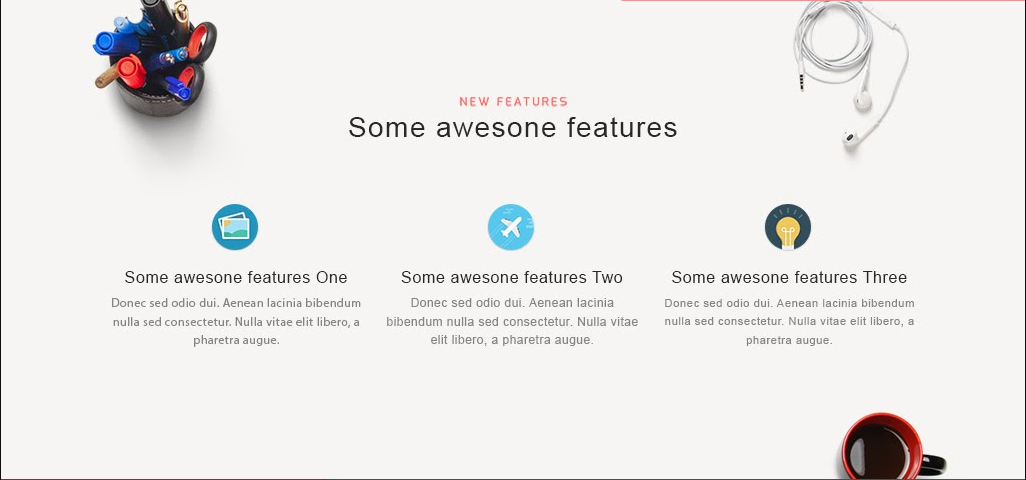 NEW FEATURES
Some awesone features
Some awesone features One
Donec sed odio dui. Aenean lacinia bibendum
nulla sed consectetur. Nulla vitae elit libero, a
pharetra augue.
Some awesone features Two
Donec sed odio dui. Aenean lacinia
bibendum nulla sed consectetur. Nulla vitae
elit libero, a pharetra augue.
Some awesone features Three
Donec sed odio dui. Aenean lacinia bibendum
nulla sed consectetur. Nulla vitae elit libero, a
pharetra augue.